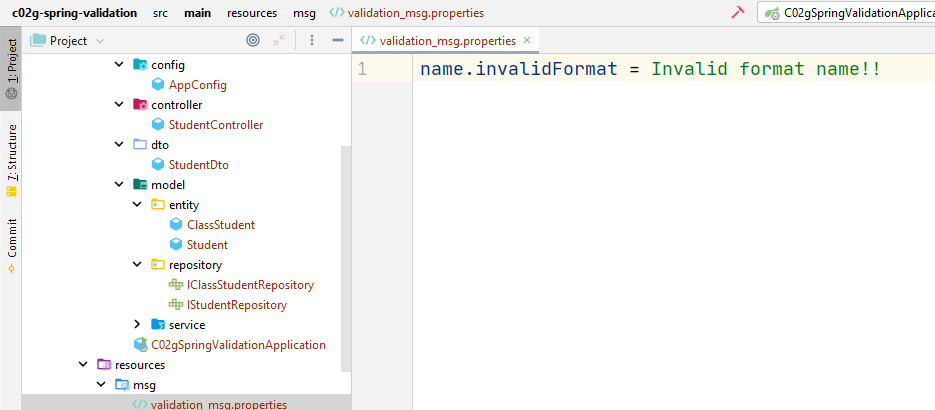 c02g-spring-validation src main resources msg validation_msg.properties C02gSpringValidationApplica
Project
validation_msg.properties
1: Project
7: Structure
Commit
config
AppConfig
controller
StudentController
dto
StudentDto
model
entity
ClassStudent
Student
repository
IClassStudentRepository
IStudentRepository
service
C02gSpringValidationApplication
resources
msg
validation_msg.properties
1 name.invalidFormat = Invalid format name!!